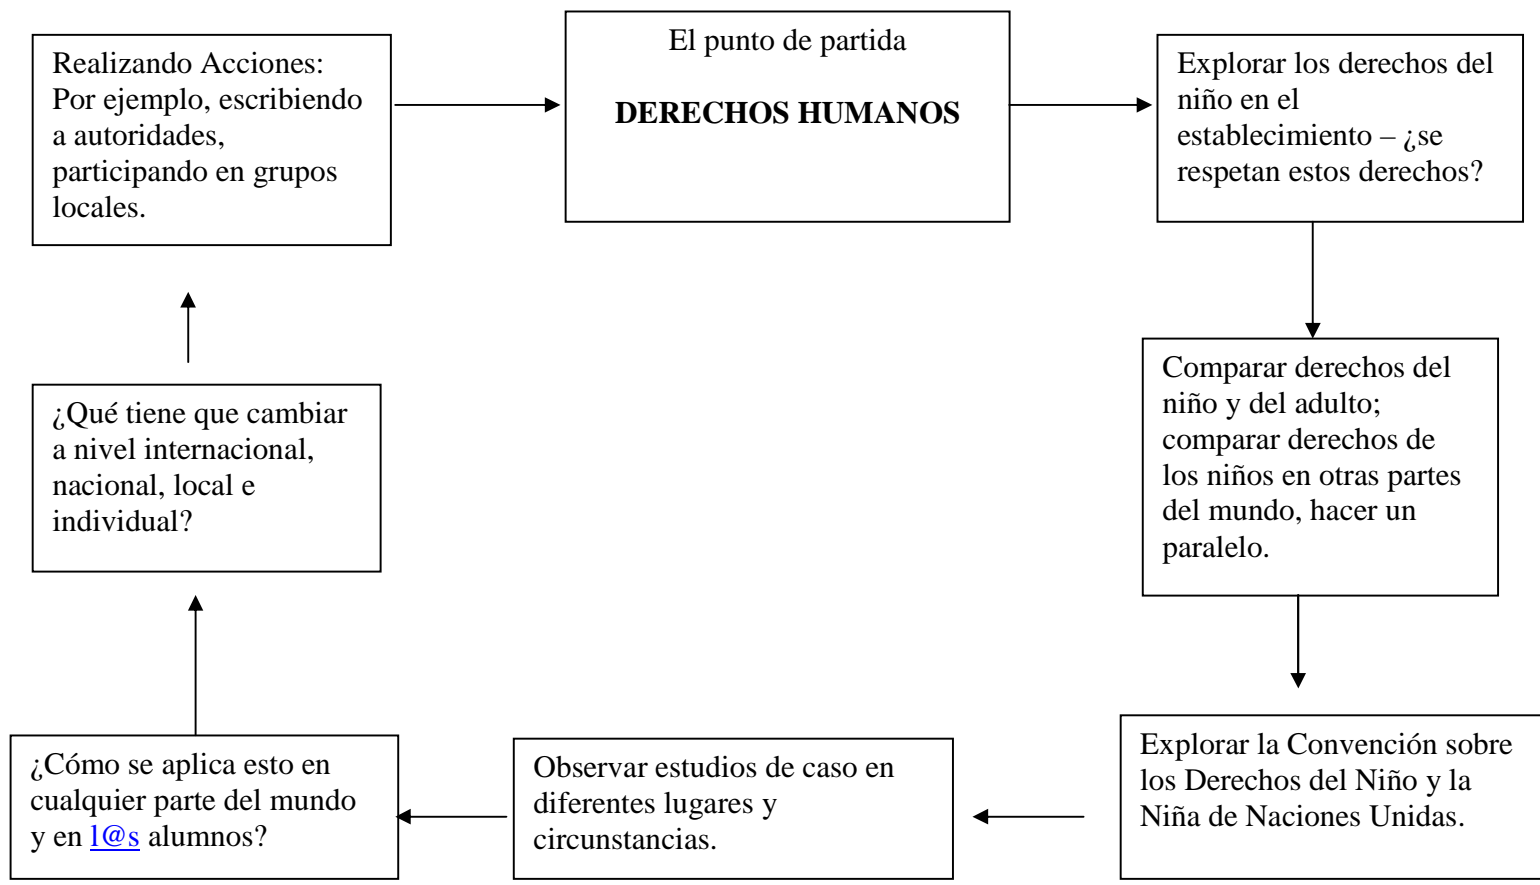 El punto de partida
DERECHOS HUMANOS
Explorar los derechos del
niño en el
establecimiento – ¿se
respetan estos derechos?
Comparar derechos del
niño y del adulto;
comparar derechos de
los niños en otras partes
del mundo, hacer un
paralelo.
Explorar la Convención sobre
los Derechos del Niño y la
Niña de Naciones Unidas.
Observar estudios de caso en
diferentes lugares y
circunstancias.
¿Cómo se aplica esto en
cualquier parte del mundo
y en l@s alumnos?
¿Qué tiene que cambiar
a nivel internacional,
nacional, local e
individual?
Realizando Acciones:
Por ejemplo, escribiendo
a autoridades,
participando en grupos
locales.